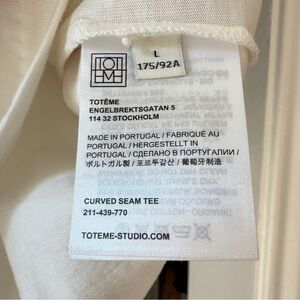 L
175/92A
TOTÊME
ENGELBREKTSGATAN 5
114 32 STOCKHOLM
MADE IN PORTUGAL / FABRIQUÉ AU
PORTUGAL / HERGESTELLT IN
PORTUGAL / СДЕЛАНО В ПОРТУГАЛИИ /
ポルトガル製 / 포르투갈산 / 葡萄牙制造
CURVED SEAM TEE
211-439-770
TOTEME-STUDIO.COM